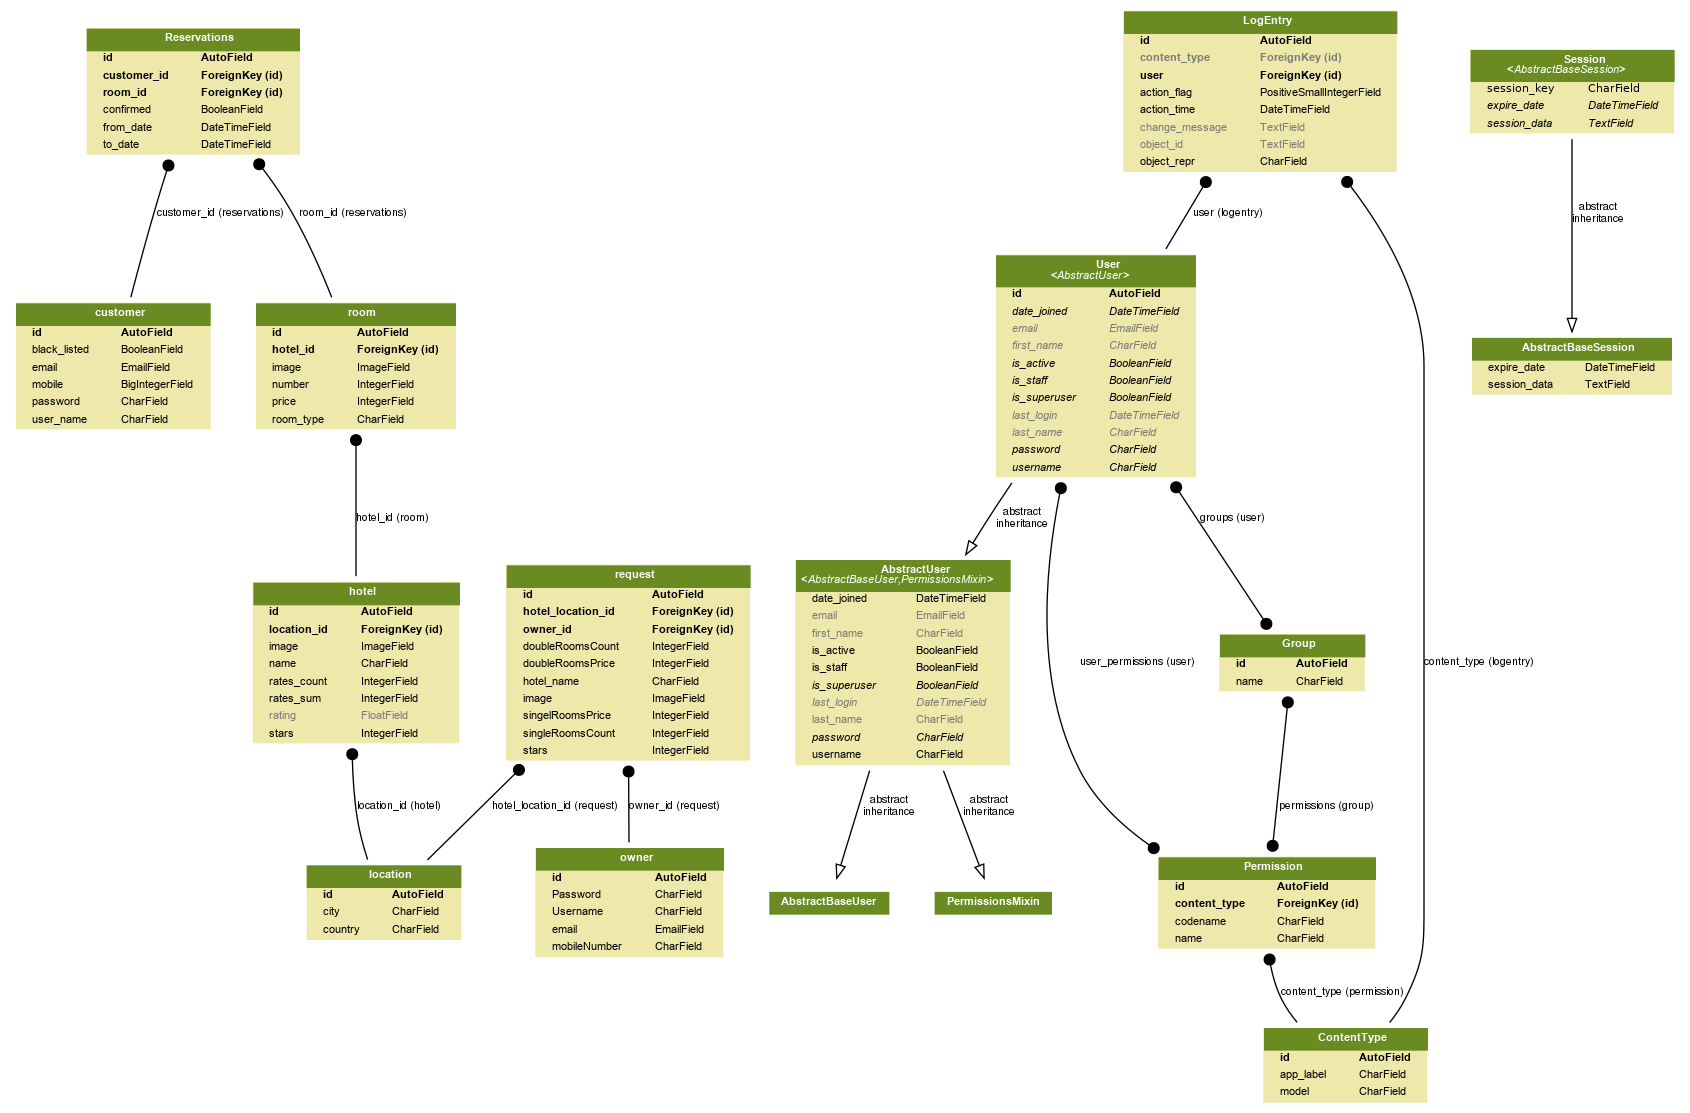 Reservations
id AutoField
customer_id ForeignKey (id)
room_id ForeignKey (id)
confirmed BooleanField
from_date DateTimeField
to_date DateTimeField
customer_id (reservations)
room_id (reservations)
customer
id AutoField
black_listed BooleanField
email EmailField
mobile BigIntegerField
password CharField
user_name CharField
room
id AutoField
hotel_id ForeignKey (id)
image ImageField
number IntegerField
price IntegerField
room_type CharField
hotel_id (room)
hotel
id AutoField
location_id ForeignKey (id)
image ImageField
name CharField
rates_count IntegerField
rates_sum IntegerField
rating FloatField
stars IntegerField
request
id AutoField
hotel_location_id ForeignKey (id)
owner_id ForeignKey (id)
doubleRoomsCount IntegerField
doubleRoomsPrice IntegerField
hotel_name CharField
image ImageField
singelRoomsPrice IntegerField
singleRoomsCount IntegerField
stars IntegerField
location_id (hotel)
hotel_location_id (request)
owner_id (request)
location
id AutoField
city CharField
country CharField
owner
id AutoField
Password CharField
Username CharField
email EmailField
mobileNumber CharField
LogEntry
id AutoField
content_type ForeignKey (id)
user ForeignKey (id)
action_flag PositiveSmallIntegerField
action_time DateTimeField
change_message TextField
object_id TextField
object_repr CharField
user (logentry)
User
<AbstractUser>
id AutoField
date_joined DateTimeField
email EmailField
first_name CharField
is_active BooleanField
is_staff BooleanField
is_superuser BooleanField
last_login DateTimeField
last_name CharField
password CharField
username CharField
abstract
inheritance
groups (user)
AbstractUser
<AbstractBaseUser,PermissionsMixin>
date_joined DateTimeField
email EmailField
first_name CharField
is_active BooleanField
is_staff BooleanField
is_superuser BooleanField
last_login DateTimeField
last_name CharField
password CharField
username CharField
user_permissions (user)
content_type (logentry)
Group
id AutoField
name CharField
abstract
inheritance
abstract
inheritance
permissions (group)
AbstractBaseUser
PermissionsMixin
Permission
id AutoField
content_type ForeignKey (id)
codename CharField
name CharField
content_type (permission)
ContentType
id AutoField
app_label CharField
model CharField
Session
<AbstractBaseSession>
session_key CharField
expire_date DateTimeField
session_data TextField
abstract
inheritance
AbstractBaseSession
expire_date DateTimeField
session_data TextField